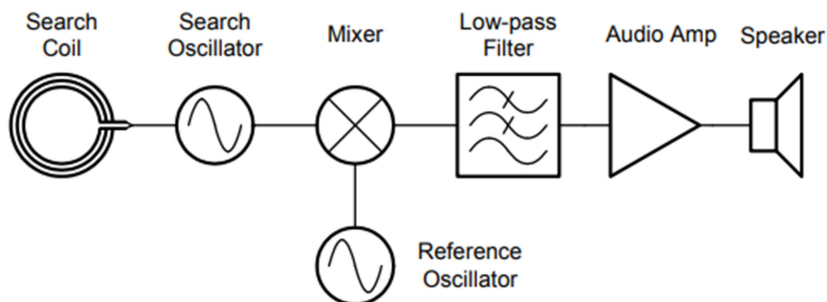 Search
Coil
Search
Oscillator
Mixer
Low-pass
Filter
Audio Amp
Speaker
Reference
Oscillator